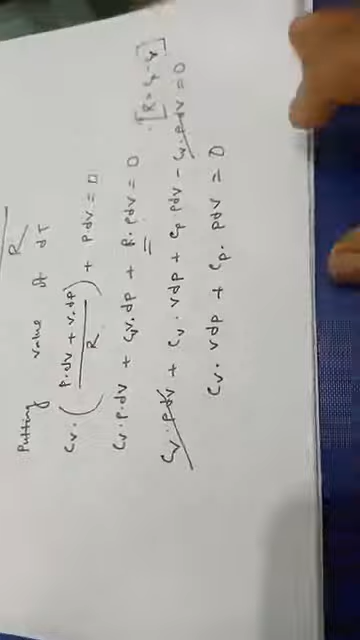 R
Putting value of dT
Cv. (P.dv + v.dp / R) + P.dv = 0
Cv.P.dv + Cv.v.dp + R.Pdv = 0
[R = Cp - Cv]
Cv.Pdv + Cv.vdp + Cp.Pdv - Cv.Pdv = 0
Cv.vdp + Cp.Pdv = 0